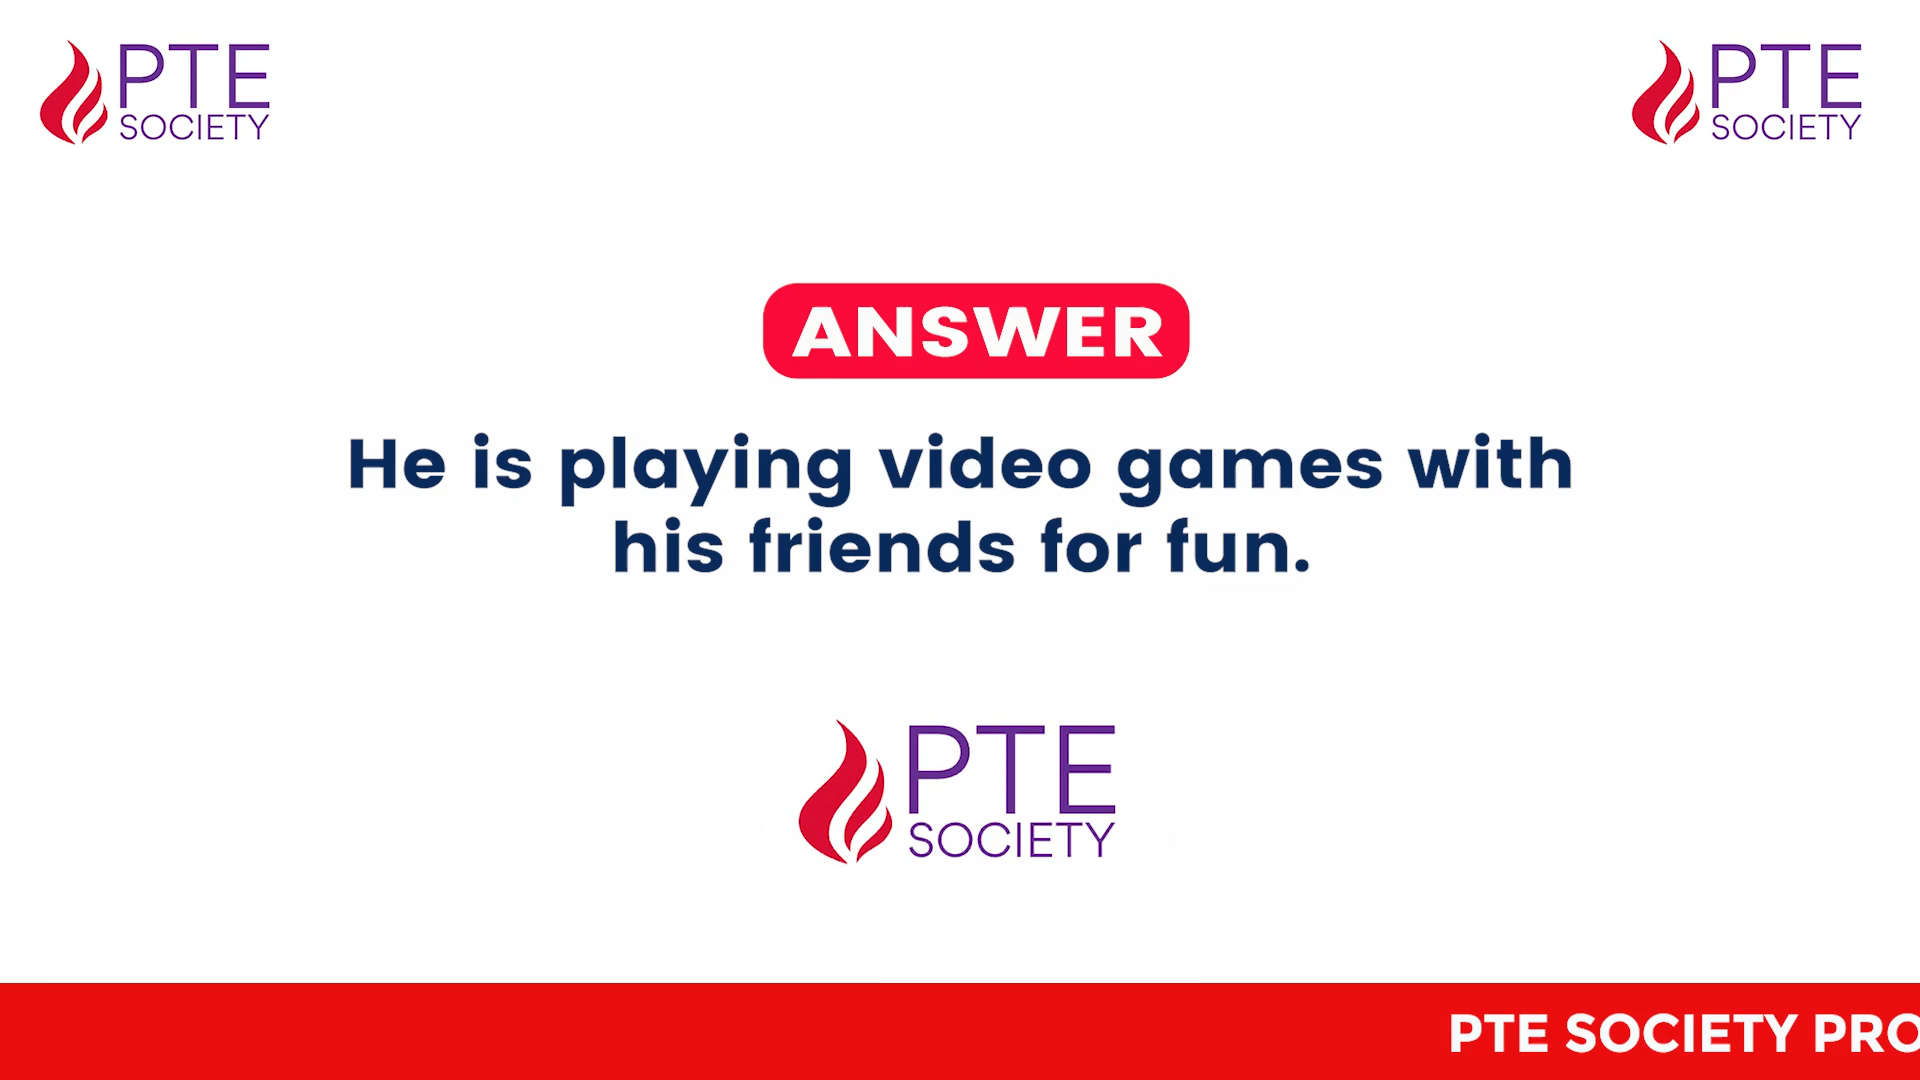 PTE
SOCIETY
PTE
SOCIETY
ANSWER
He is playing video games with
his friends for fun.
PTE
SOCIETY
PTE SOCIETY PRO